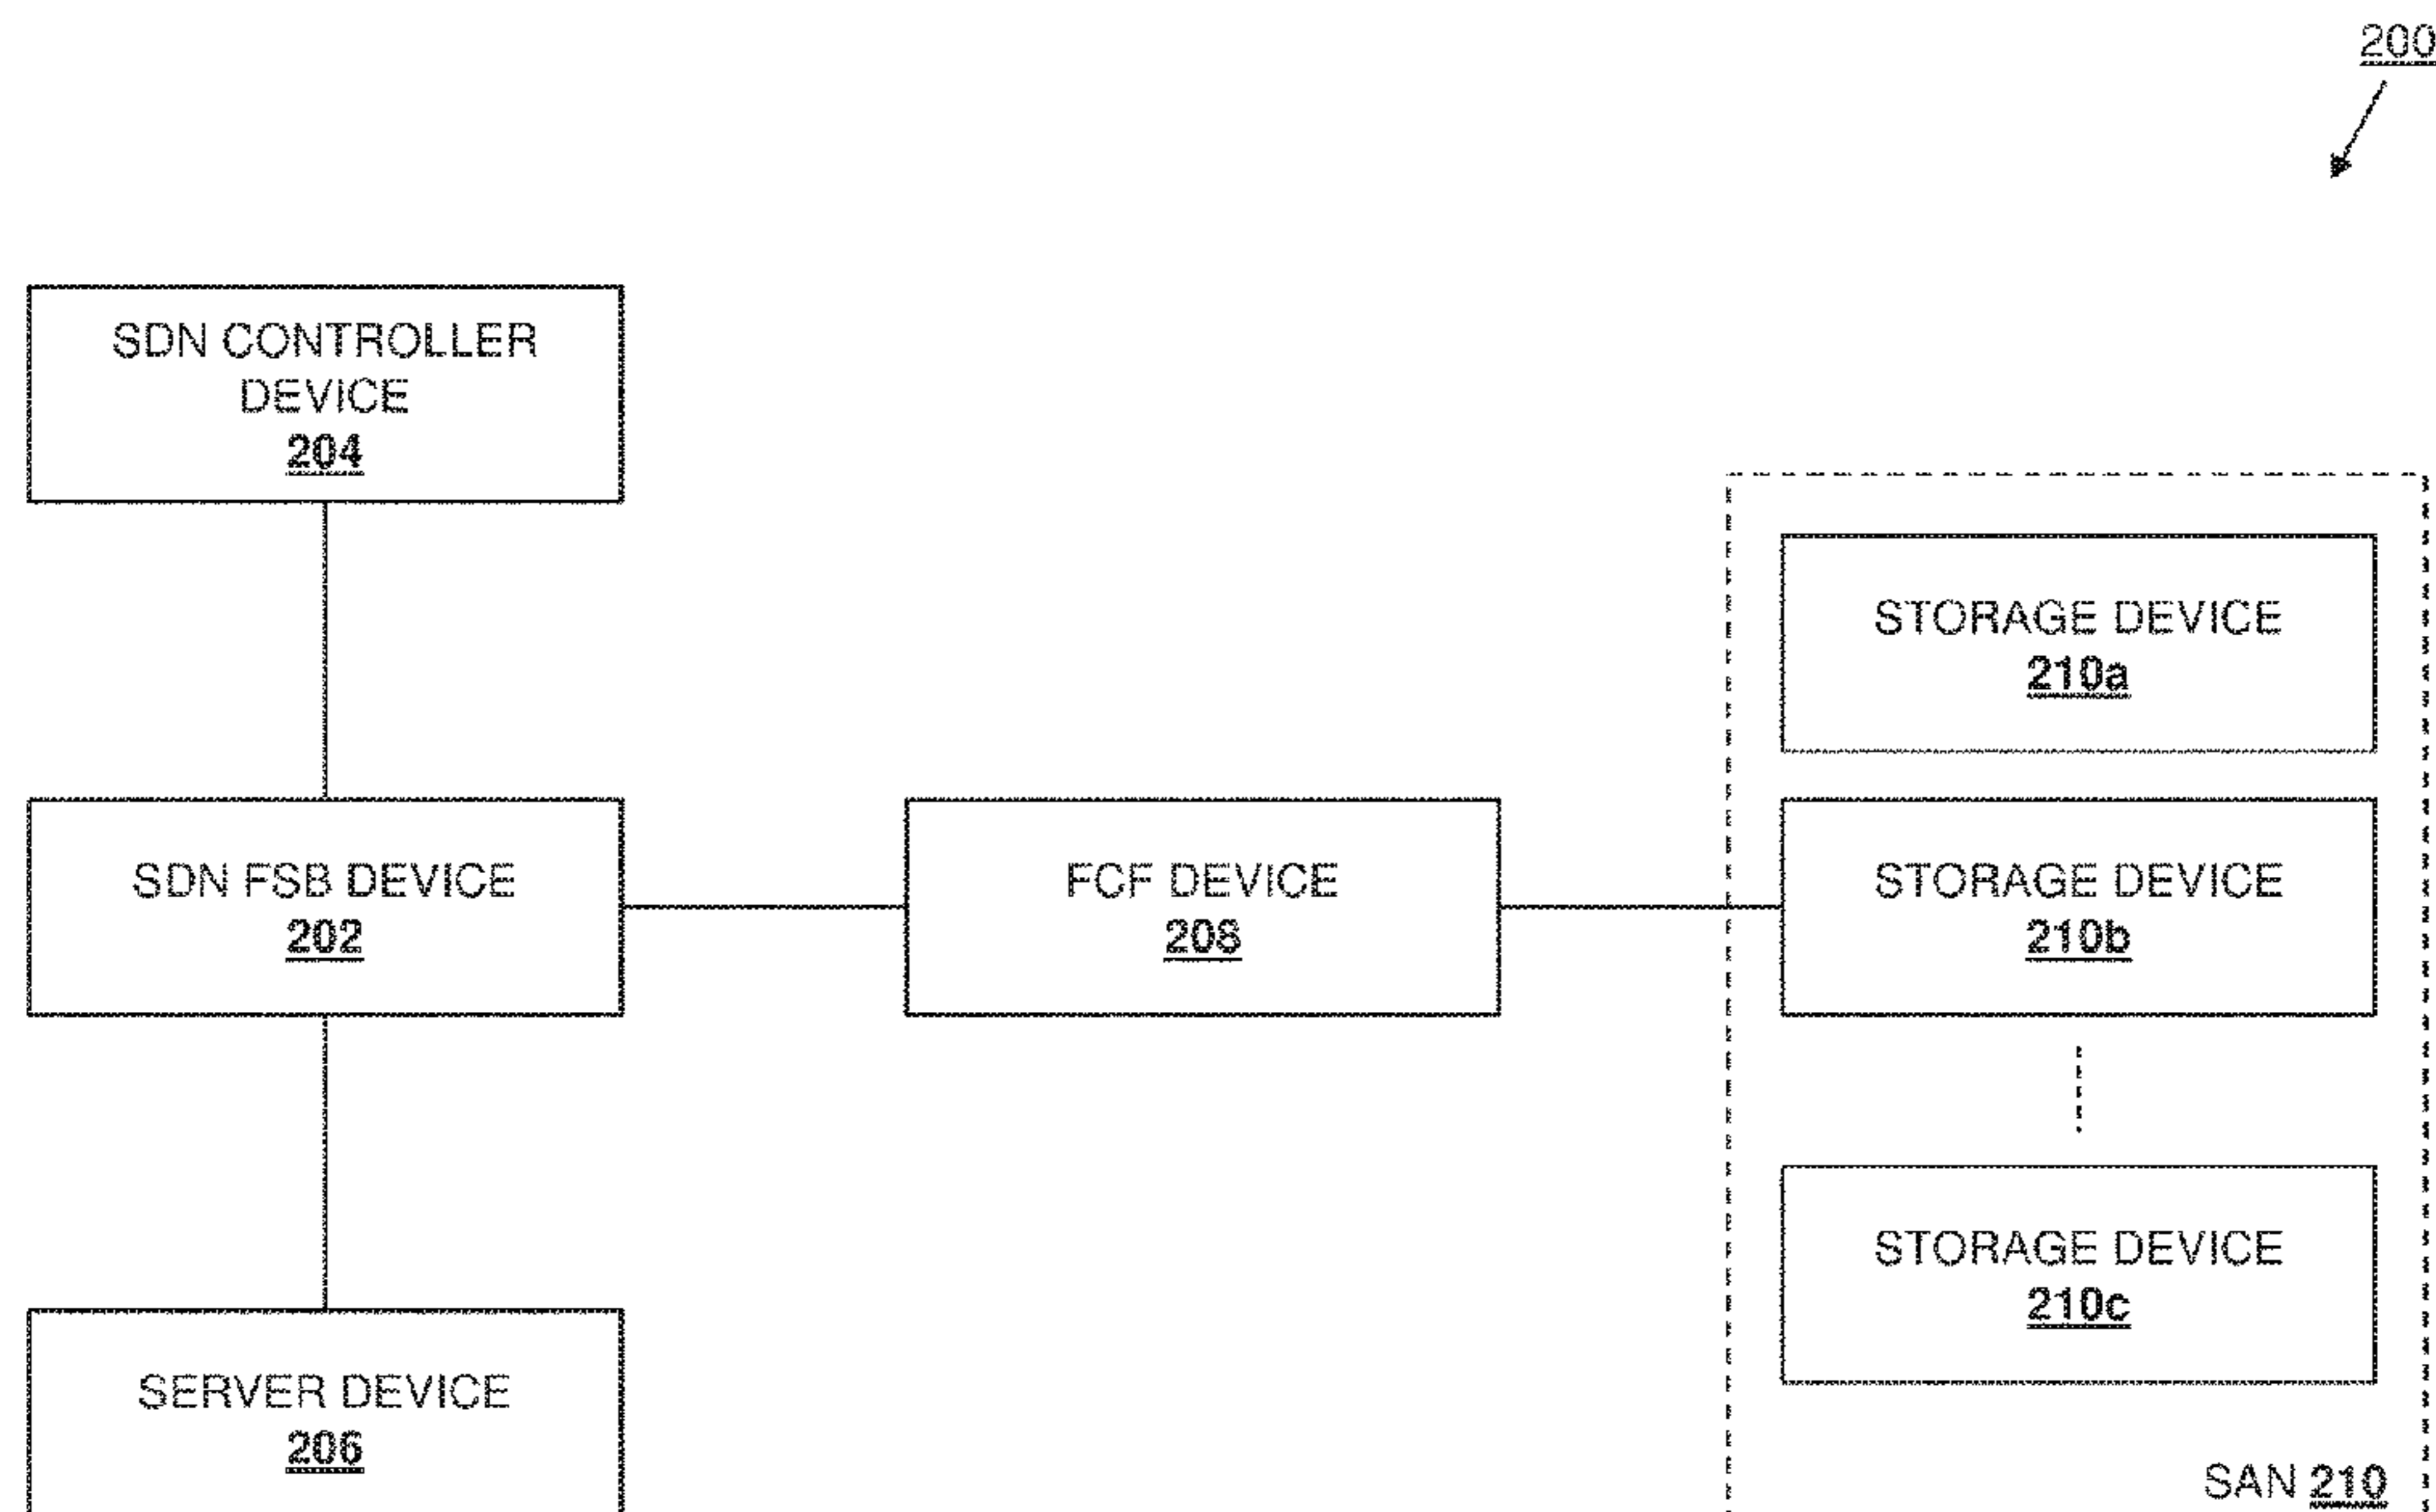 200
SDN CONTROLLER
DEVICE
204
STORAGE DEVICE
210a
SDN FSB DEVICE
202
FCF DEVICE
208
STORAGE DEVICE
210b
STORAGE DEVICE
210c
SERVER DEVICE
206
SAN 210